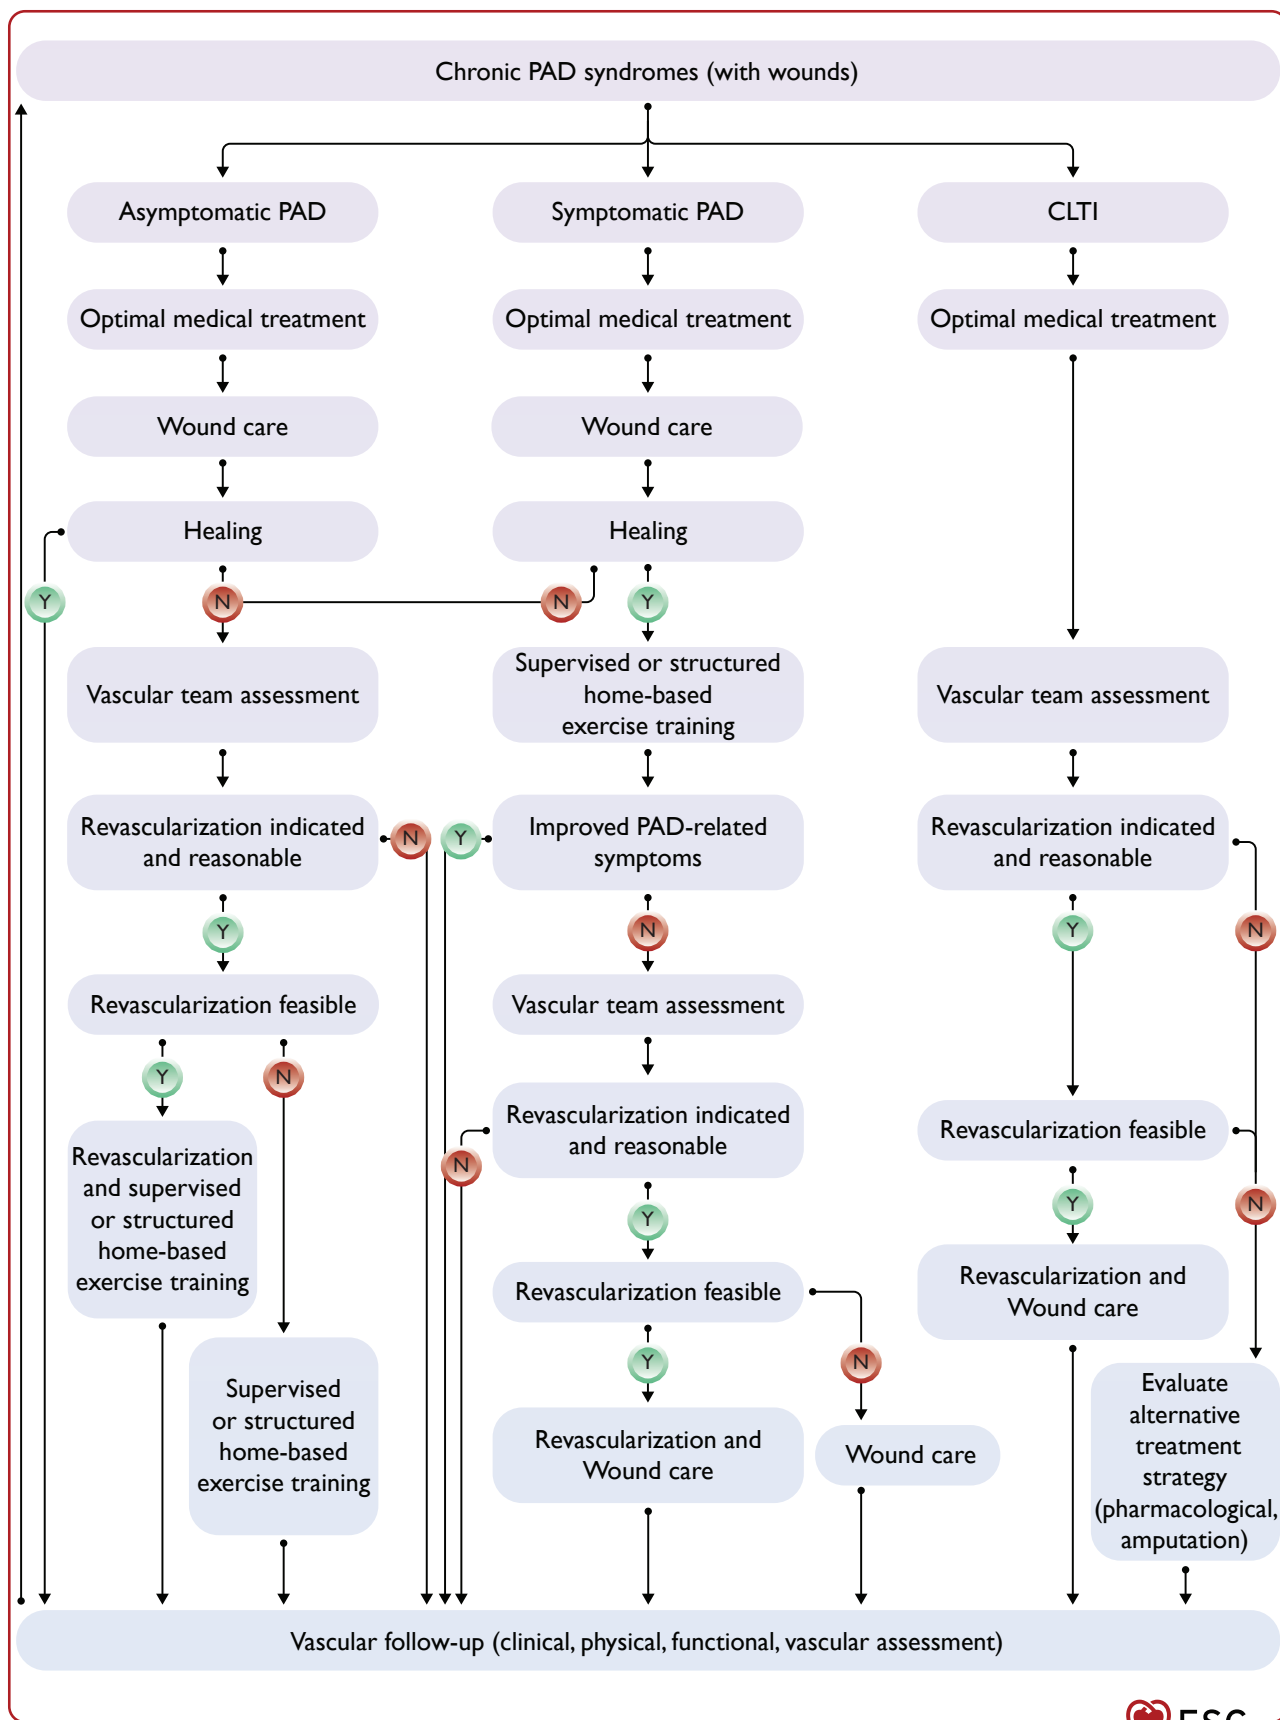 Chronic PAD syndromes (with wounds)
Asymptomatic PAD
Symptomatic PAD
CLTI
Optimal medical treatment
Optimal medical treatment
Optimal medical treatment
Wound care
Wound care
Healing
Healing
Y
N
N
Y
Vascular team assessment
Supervised or structured
home-based
exercise training
Vascular team assessment
Revascularization indicated
and reasonable
N
Y
Improved PAD-related
symptoms
Revascularization indicated
and reasonable
Y
N
Y
N
Revascularization feasible
Vascular team assessment
Y
N
Revascularization indicated
and reasonable
N
Revascularization feasible
Revascularization
and supervised
or structured
home-based
exercise training
Y
Y
N
Revascularization feasible
Revascularization and
Wound care
Y
N
Supervised
or structured
home-based
exercise training
Revascularization and
Wound care
Wound care
Evaluate
alternative
treatment
strategy
(pharmacological,
amputation)
Vascular follow-up (clinical, physical, functional, vascular assessment)
ESC